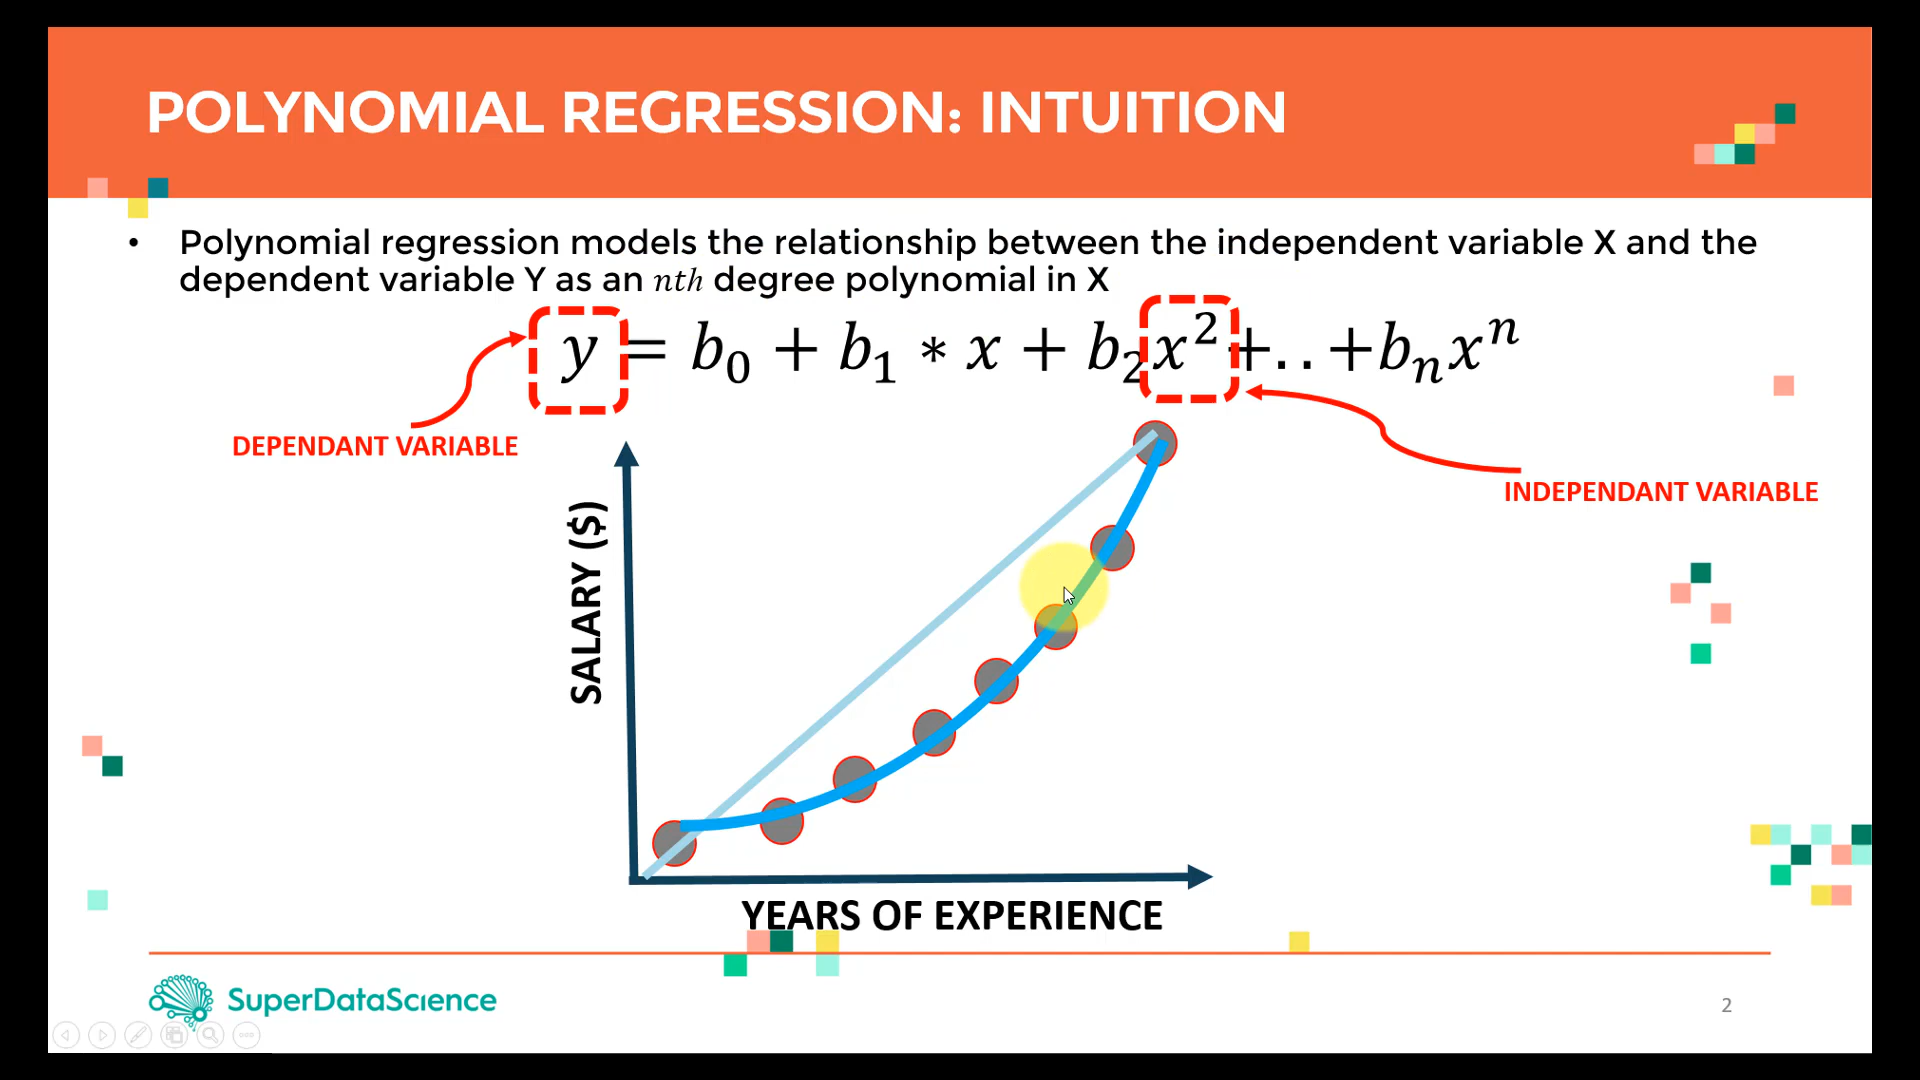 POLYNOMIAL REGRESSION: INTUITION
• Polynomial regression models the relationship between the independent variable X and the
dependent variable Y as an nth degree polynomial in X
y = b₀ + b₁ * x + b₂x² +..+bₙxⁿ
DEPENDANT VARIABLE
INDEPENDANT VARIABLE
SALARY ($)
YEARS OF EXPERIENCE
SuperDataScience
2